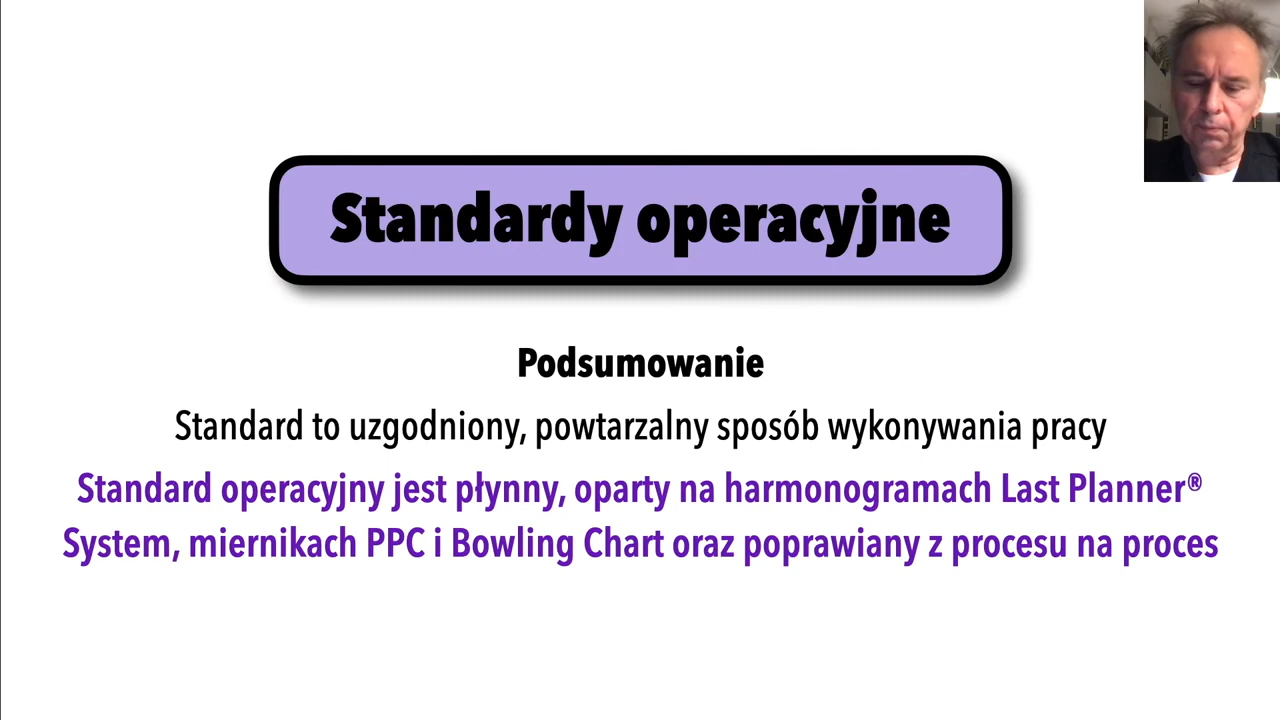 Standardy operacyjne
Podsumowanie
Standard to uzgodniony, powtarzalny sposób wykonywania pracy
Standard operacyjny jest płynny, oparty na harmonogramach Last Planner®
System, miernikach PPC i Bowling Chart oraz poprawiany z procesu na proces